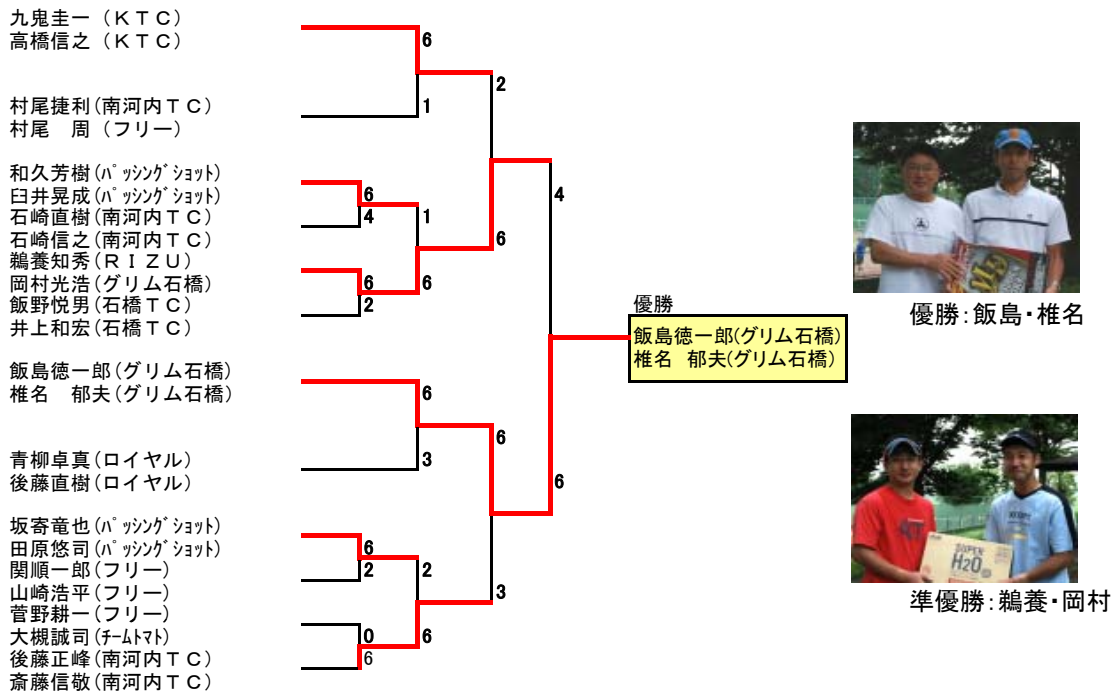 九鬼圭一（ＫＴＣ）
高橋信之（ＫＴＣ）
村尾捷利(南河内ＴＣ)
村尾　周（フリー）
和久芳樹(ﾊﾟｯｼﾝｸﾞｼｮｯﾄ)
臼井晃成(ﾊﾟｯｼﾝｸﾞｼｮｯﾄ)
石崎直樹(南河内ＴＣ)
石崎信之(南河内ＴＣ)
鵜養知秀(ＲＩＺＵ)
岡村光浩(グリム石橋)
飯野悦男(石橋ＴＣ)
井上和宏(石橋ＴＣ)
飯島徳一郎(グリム石橋)
椎名　郁夫(グリム石橋)
青柳卓真(ロイヤル)
後藤直樹(ロイヤル)
坂寄竜也(ﾊﾟｯｼﾝｸﾞｼｮｯﾄ)
田原悠司(ﾊﾟｯｼﾝｸﾞｼｮｯﾄ)
関順一郎(フリー)
山崎浩平(フリー)
菅野耕一(フリー)
大槻誠司(ﾁｰﾑﾄﾏﾄ)
後藤正峰(南河内ＴＣ)
斎藤信敬(南河内ＴＣ)
6
4
6
2
6
2
0
6
6
1
1
6
6
3
2
6
2
6
6
3
4
6
優勝
飯島徳一郎(グリム石橋)
椎名　郁夫(グリム石橋)
優勝：飯島・椎名
SUPER
H2O
準優勝：鵜養・岡村